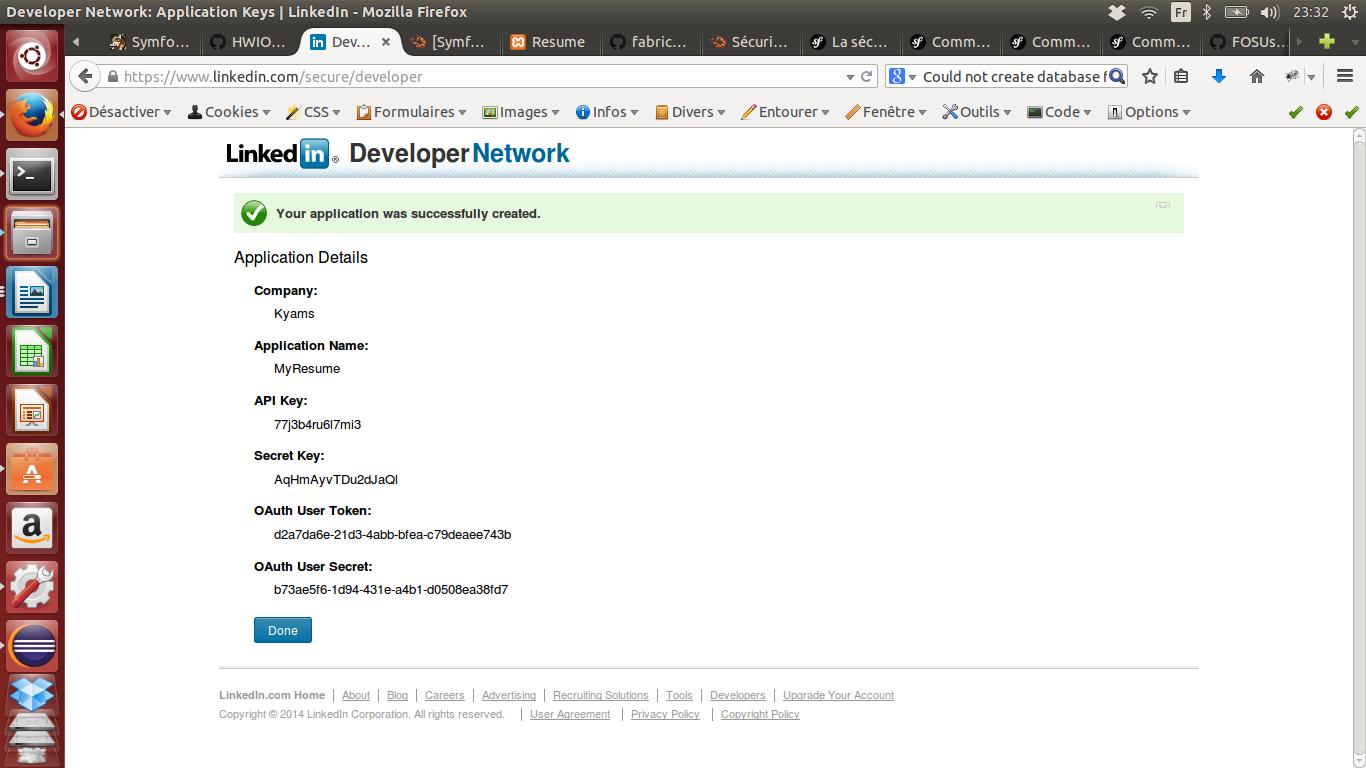 Developer Network: Application Keys | LinkedIn - Mozilla Firefox
Fr
23:32
Symfo...
HWIO...
in
Dev...
[Symf...
Resume
fabric...
Sécuri...
La séc...
Comm...
Comm...
Comm...
FOSUs...
https://www.linkedin.com/secure/developer
Could not create database f
Désactiver
Cookies
CSS
Formulaires
Images
Infos
Divers
Entourer
Fenêtre
Outils
Code
Options
Linked in ® Developer Network
Your application was successfully created.
Application Details
Company:
Kyams
Application Name:
MyResume
API Key:
77j3b4ru6l7mi3
Secret Key:
AqHmAyvTDu2dJaQl
OAuth User Token:
d2a7da6e-21d3-4abb-bfea-c79deaee743b
OAuth User Secret:
b73ae5f6-1d94-431e-a4b1-d0508ea38fd7
Done
LinkedIn.com Home | About | Blog | Careers | Advertising | Recruiting Solutions | Tools | Developers | Upgrade Your Account
Copyright © 2014 LinkedIn Corporation. All rights reserved. | User Agreement | Privacy Policy | Copyright Policy